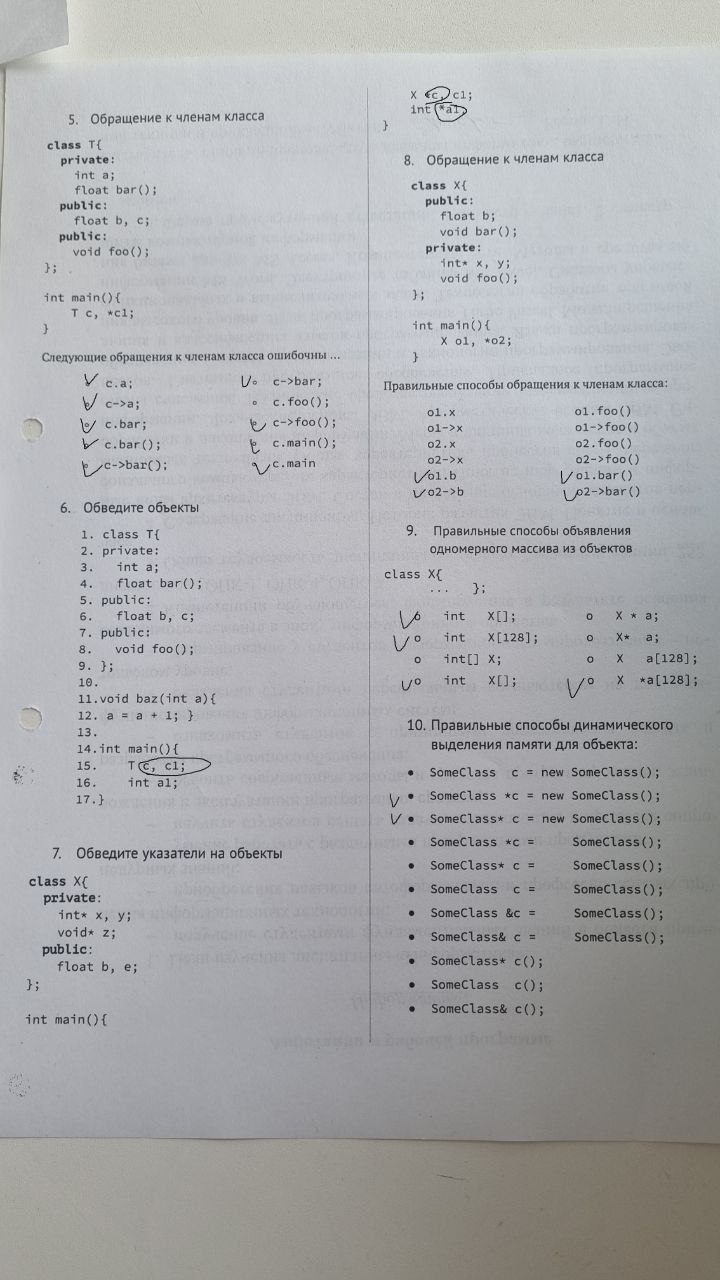 5. Обращение к членам класса
class T{
private:
int a;
float bar();
public:
float b, c;
public:
void foo();
};
int main(){
T c, *c1;
}
Следующие обращения к членам класса ошибочны ...
c.a;
c->a;
c.bar;
c.bar();
c->bar();
c->bar;
c.foo();
c->foo();
c.main();
c.main
6. Обведите объекты
1. class T{
2. private:
3. int a;
4. float bar();
5. public:
6. float b, c;
7. public:
8. void foo();
9. };
10.
11.void baz(int a){
12. a = a + 1; }
13.
14.int main(){
15. T c, c1;
16. int a1;
17.}
7. Обведите указатели на объекты
class X{
private:
int* x, y;
void* z;
public:
float b, e;
};
int main(){
X *c, c1;
int *a1;
}
8. Обращение к членам класса
class X{
public:
float b;
void bar();
private:
int* x, y;
void foo();
};
int main(){
X o1, *o2;
}
Правильные способы обращения к членам класса:
o1.x
o1->x
o2.x
o2->x
o1.b
o2->b
o1.foo()
o1->foo()
o2.foo()
o2->foo()
o1.bar()
o2->bar()
9. Правильные способы объявления
одномерного массива из объектов
class X{
... };
o int X[];
o int X[128];
o int[] X;
o int X[];
o X * a;
o X* a;
o X a[128];
o X *a[128];
10. Правильные способы динамического
выделения памяти для объекта:
• SomeClass c = new SomeClass();
• SomeClass *c = new SomeClass();
• SomeClass* c = new SomeClass();
• SomeClass *c = SomeClass();
• SomeClass* c = SomeClass();
• SomeClass c = SomeClass();
• SomeClass &c = SomeClass();
• SomeClass& c = SomeClass();
• SomeClass* c();
• SomeClass c();
• SomeClass& c();